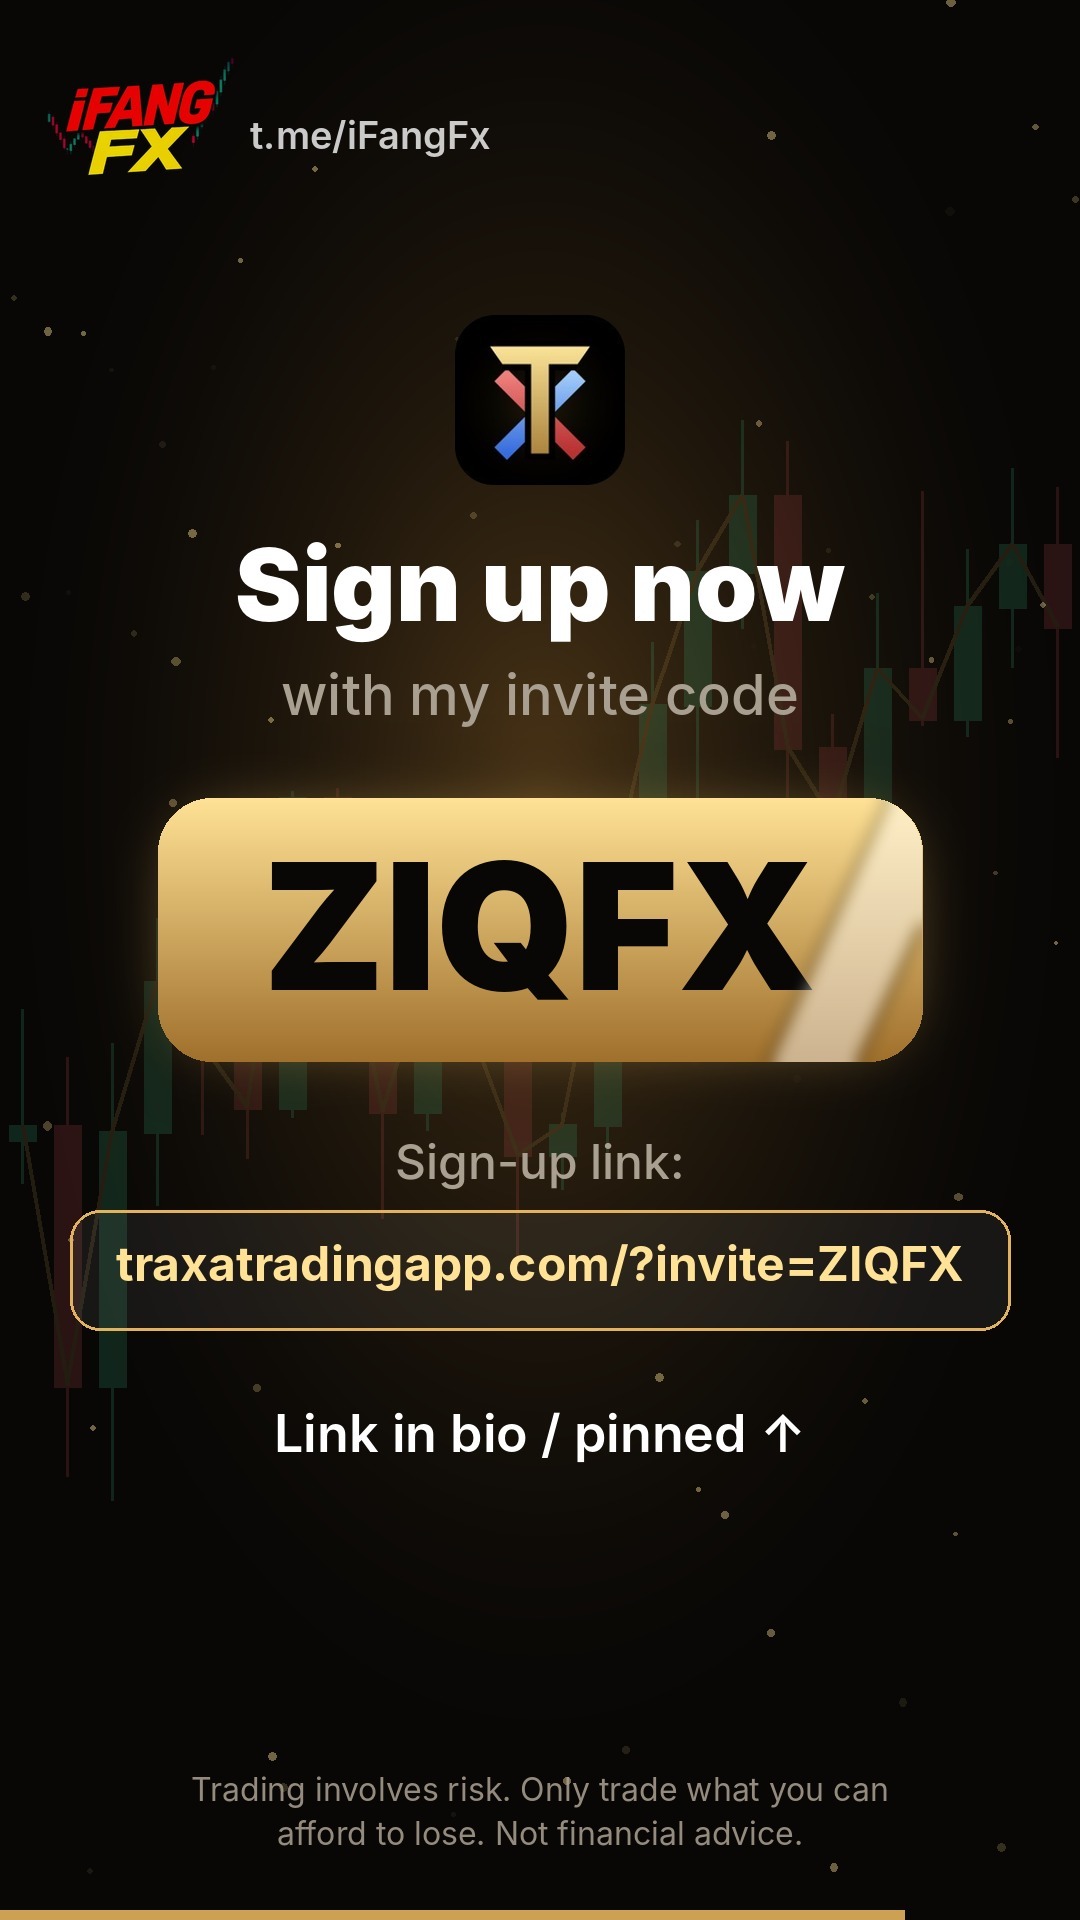 iFANG
FX
t.me/iFangFx
T
Sign up now
with my invite code
ZIQFX
Sign-up link:
traxatradingapp.com/?invite=ZIQFX
Link in bio / pinned ↑
Trading involves risk. Only trade what you can
afford to lose. Not financial advice.